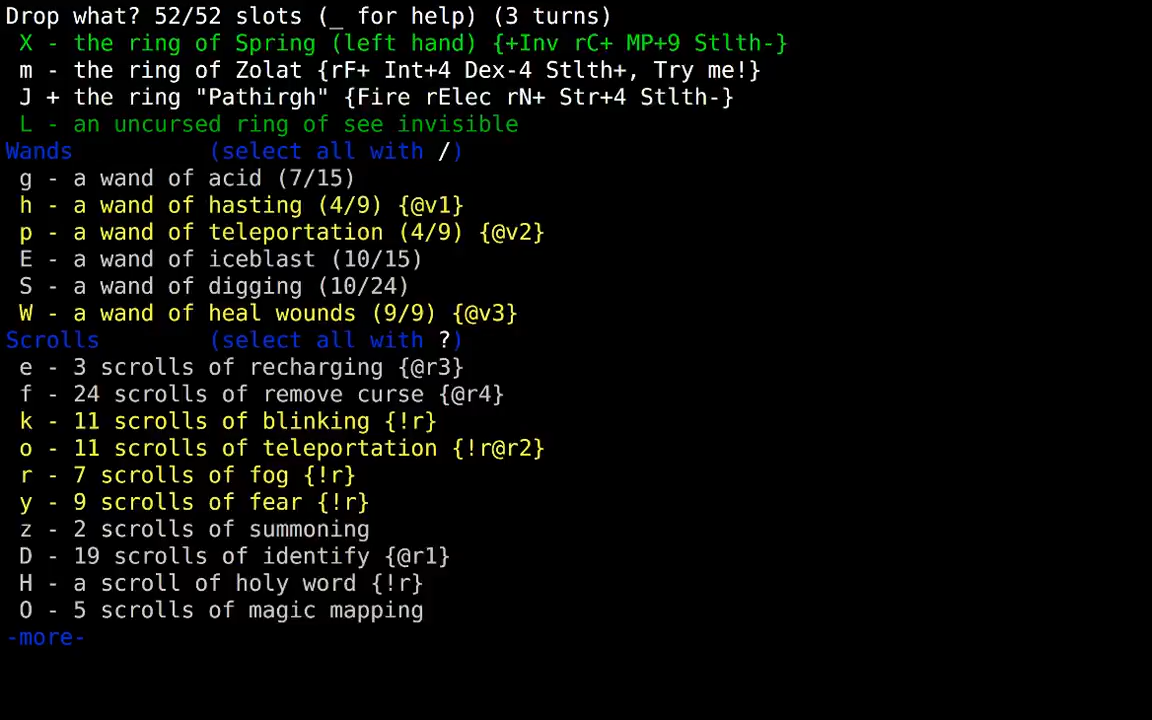 Drop what? 52/52 slots (_ for help) (3 turns)
X - the ring of Spring (left hand) {+Inv rC+ MP+9 Stlth-}
m - the ring of Zolat {rF+ Int+4 Dex-4 Stlth+, Try me!}
J + the ring "Pathirgh" {Fire rElec rN+ Str+4 Stlth-}
L - an uncursed ring of see invisible
Wands (select all with /)
g - a wand of acid (7/15)
h - a wand of hasting (4/9) {@v1}
p - a wand of teleportation (4/9) {@v2}
E - a wand of iceblast (10/15)
S - a wand of digging (10/24)
W - a wand of heal wounds (9/9) {@v3}
Scrolls (select all with ?)
e - 3 scrolls of recharging {@r3}
f - 24 scrolls of remove curse {@r4}
k - 11 scrolls of blinking {!r}
o - 11 scrolls of teleportation {!r@r2}
r - 7 scrolls of fog {!r}
y - 9 scrolls of fear {!r}
z - 2 scrolls of summoning
D - 19 scrolls of identify {@r1}
H - a scroll of holy word {!r}
O - 5 scrolls of magic mapping
-more-